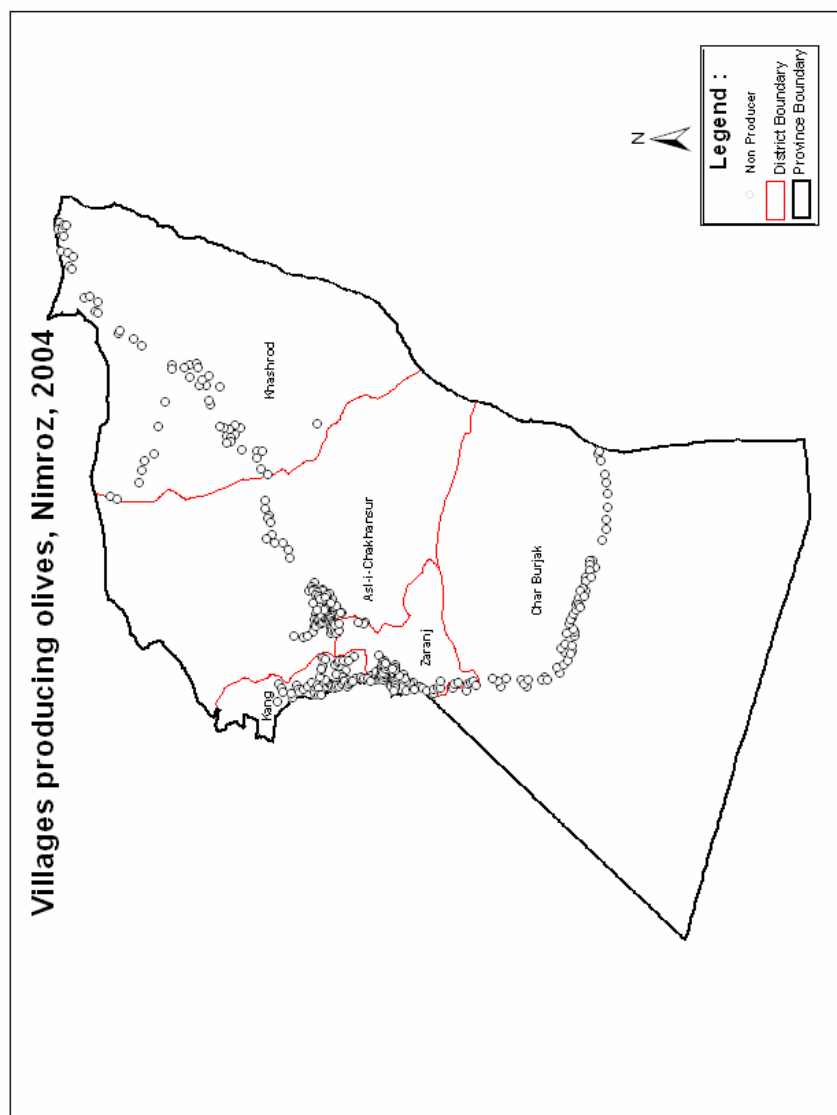 Villages producing olives, Nimroz, 2004
N
Legend :
Non Producer
District Boundary
Province Boundary
Khashrod
Asl-i-Chakhansur
Kang
Zaranj
Char Burjak